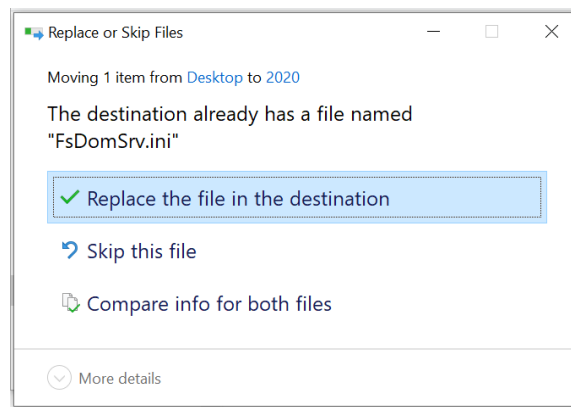 Replace or Skip Files
Moving 1 item from Desktop to 2020
The destination already has a file named
"FsDomSrv.ini"
Replace the file in the destination
Skip this file
Compare info for both files
More details